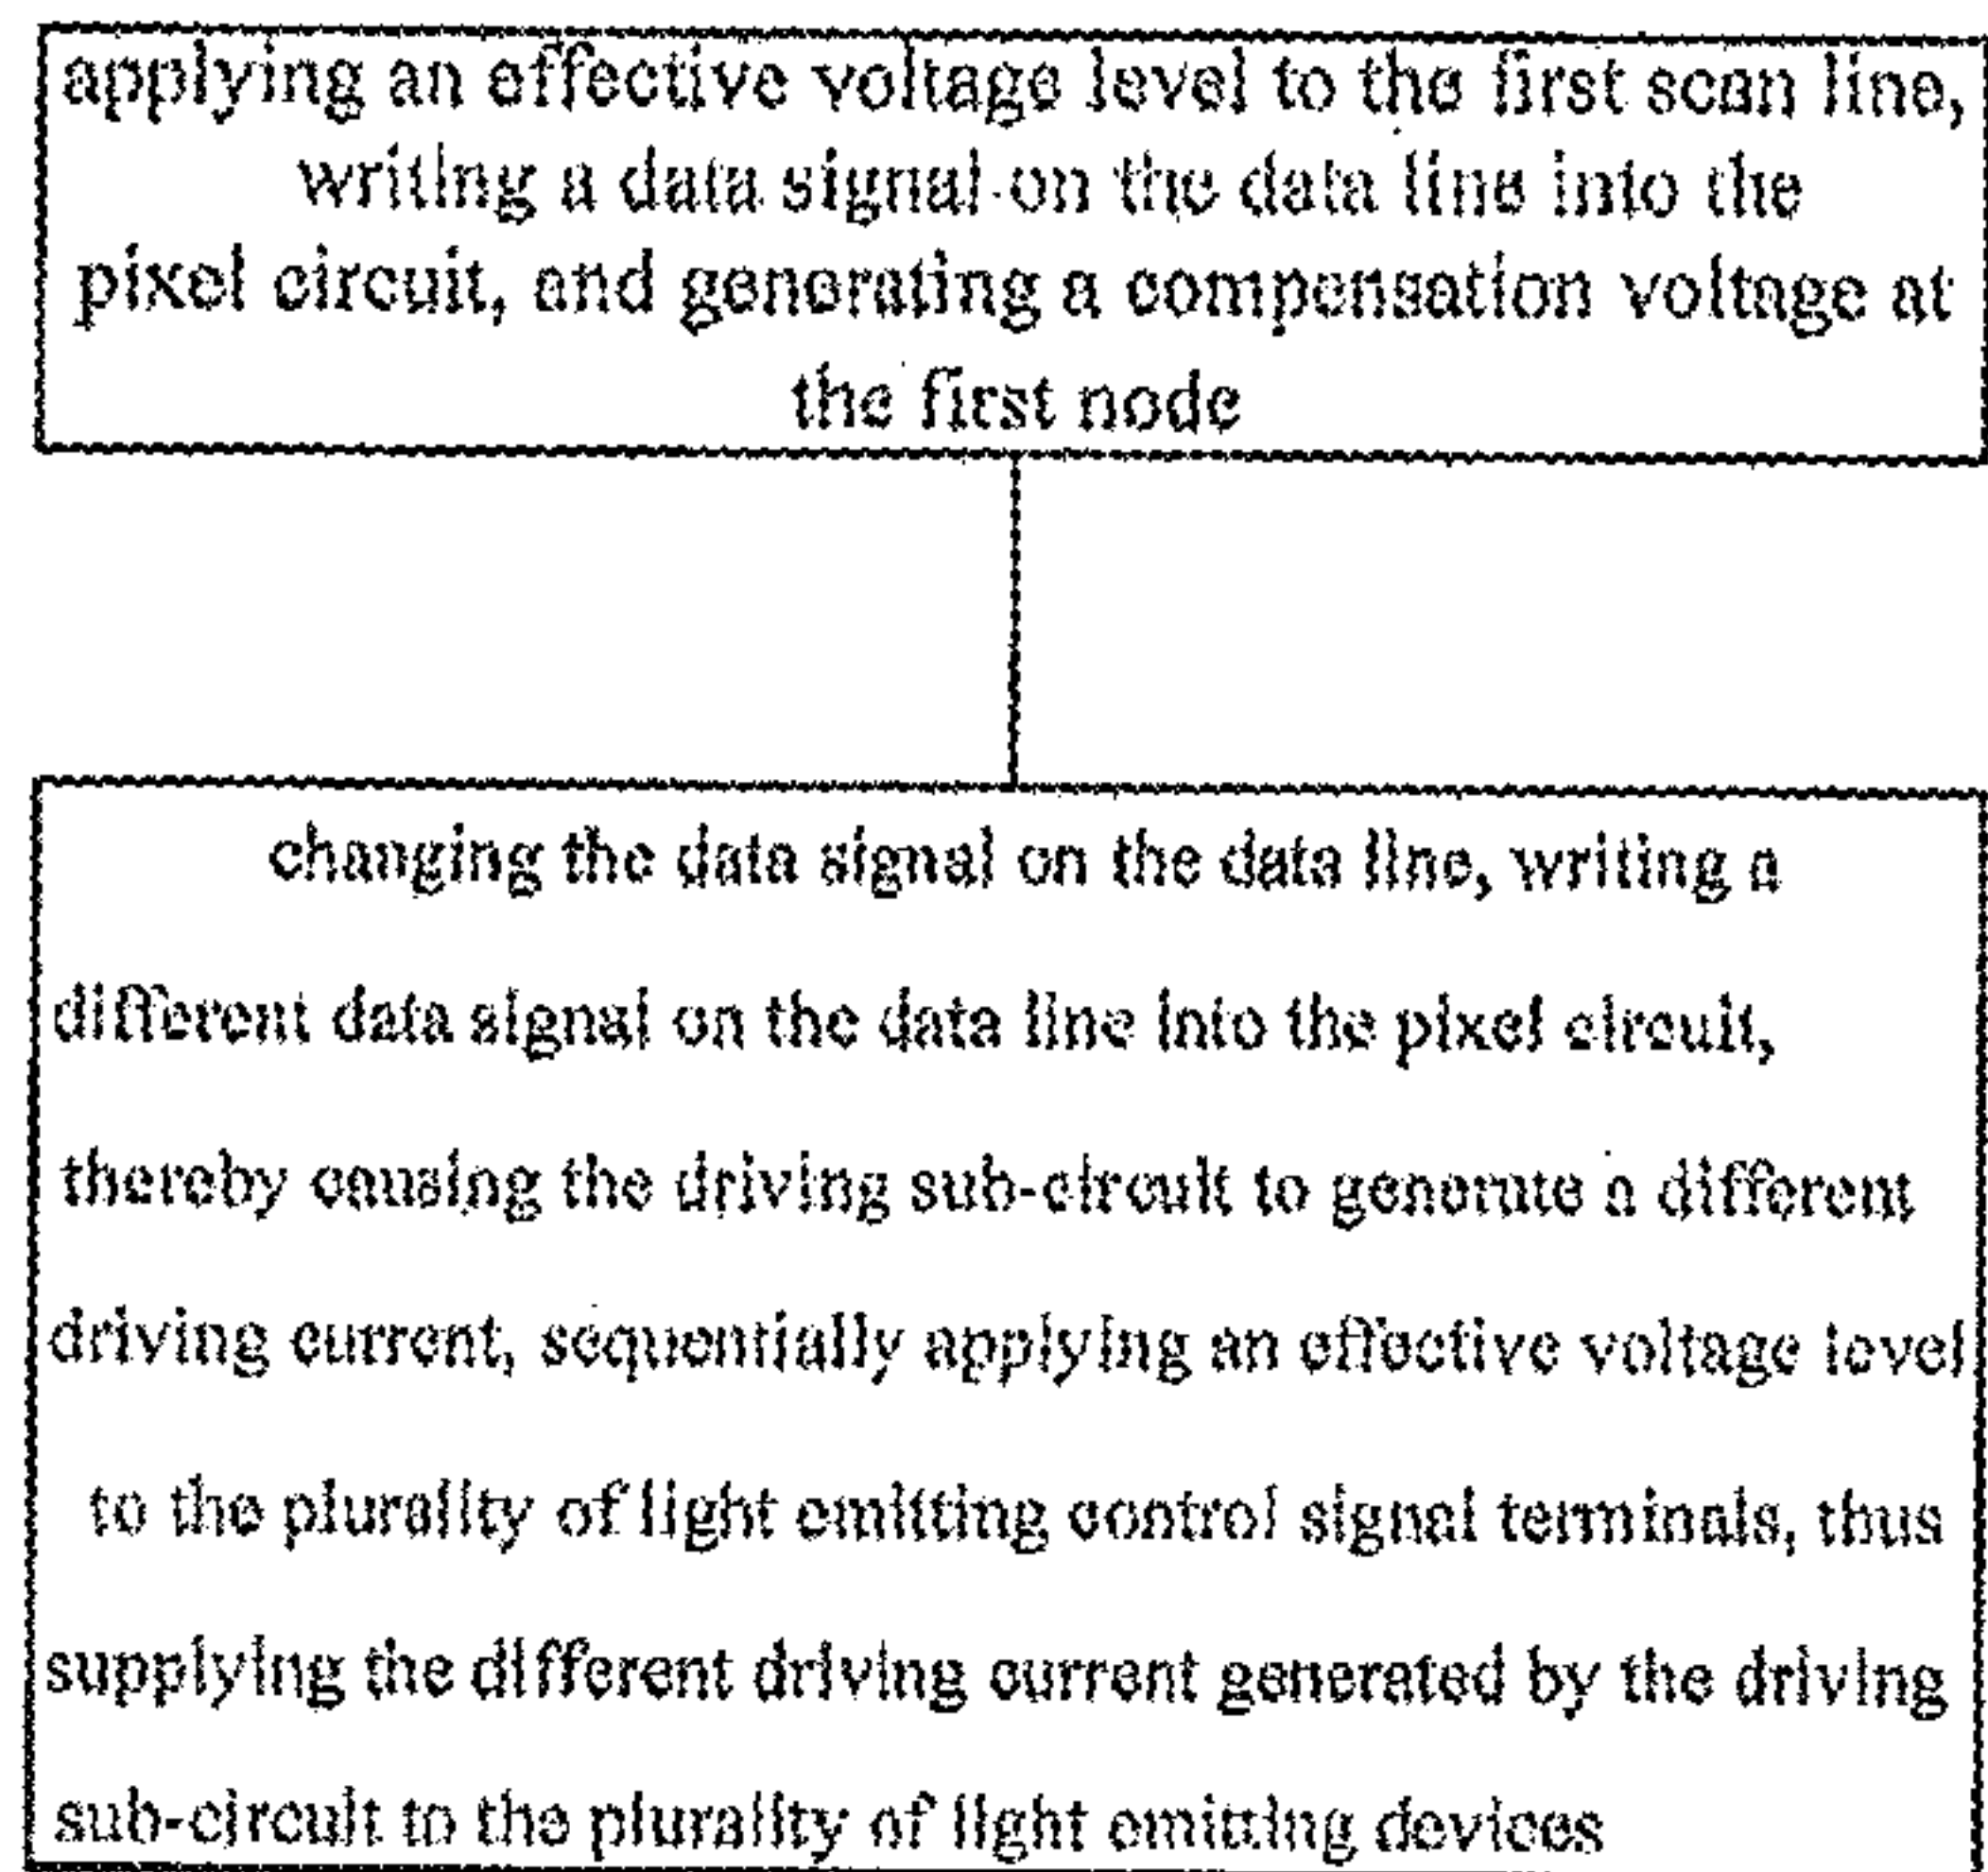 applying an effective voltage level to the first scan line,
writing a data signal on the data line into the
pixel circuit, and generating a compensation voltage at
the first node
changing the data signal on the data line, writing a
different data signal on the data line into the pixel circuit,
thereby causing the driving sub-circuit to generate a different
driving current, sequentially applying an effective voltage level
to the plurality of light emitting control signal terminals, thus
supplying the different driving current generated by the driving
sub-circuit to the plurality of light emitting devices